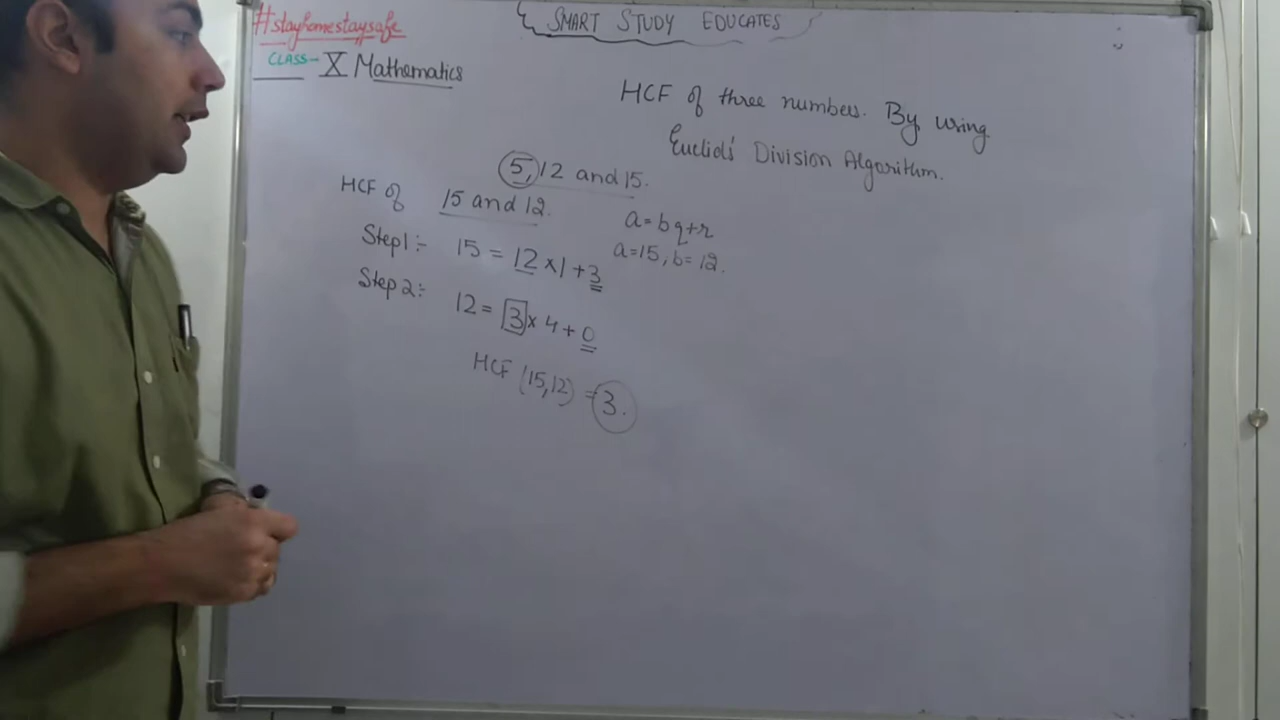 #stayhomestaysafe
SMART STUDY EDUCATES
CLASS- X Mathematics
HCF of three numbers. By using
Euclid's Division Algorithm.
5, 12 and 15.
HCF of 15 and 12.
a=bq+r
Step1:- 15 = 12×1+3
a=15, b=12.
Step 2:- 12= 3×4+0
HCF (15,12) =3.